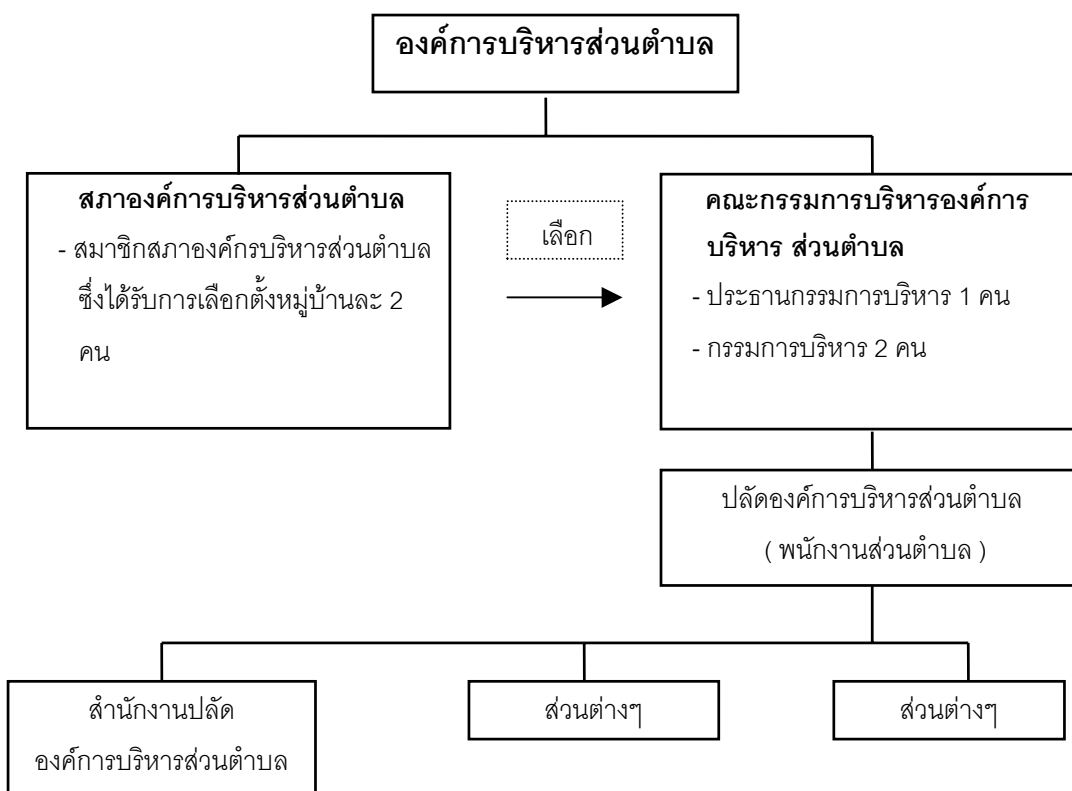 องค์การบริหารส่วนตำบล
สภาองค์การบริหารส่วนตำบล
- สมาชิกสภาองค์กรบริหารส่วนตำบล
ซึ่งได้รับการเลือกตั้งหมู่บ้านละ 2
คน
เลือก
คณะกรรมการบริหารองค์การ
บริหาร ส่วนตำบล
- ประธานกรรมการบริหาร 1 คน
- กรรมการบริหาร 2 คน
ปลัดองค์การบริหารส่วนตำบล
( พนักงานส่วนตำบล )
สำนักงานปลัด
องค์การบริหารส่วนตำบล
ส่วนต่างๆ
ส่วนต่างๆ